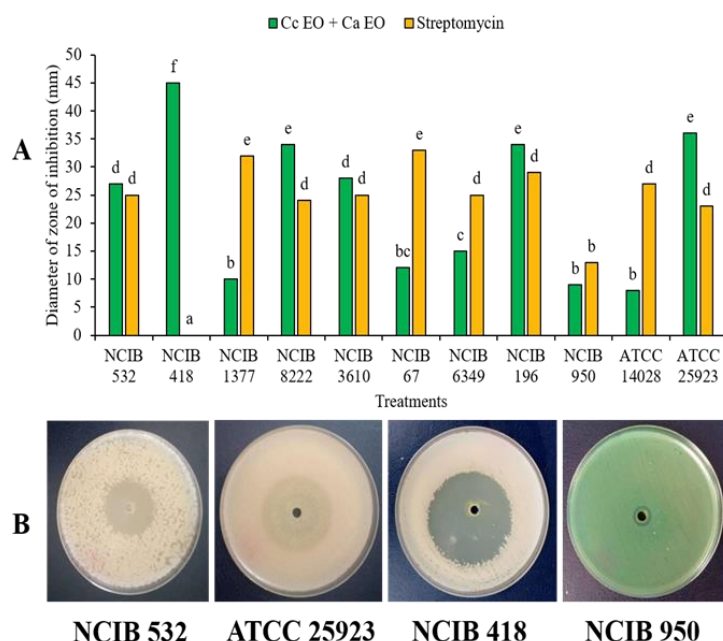 Cc EO + Ca EO Streptomycin
A
Diameter of zone of inhibition (mm)
50
45
40
35
30
25
20
15
10
5
0
d d f a b e e d d d bc e c d e d b b b d e d
NCIB NCIB NCIB NCIB NCIB NCIB NCIB NCIB NCIB ATCC ATCC
532 418 1377 8222 3610 67 6349 196 950 14028 25923
Treatments
B
NCIB 532 ATCC 25923 NCIB 418 NCIB 950